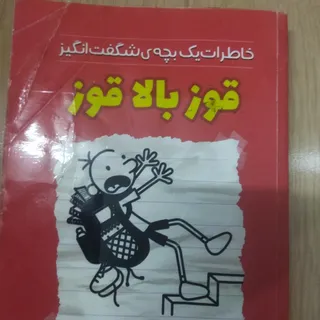 خاطرات یک بچه‌ی شگفت انگیز
قوز بالا قوز